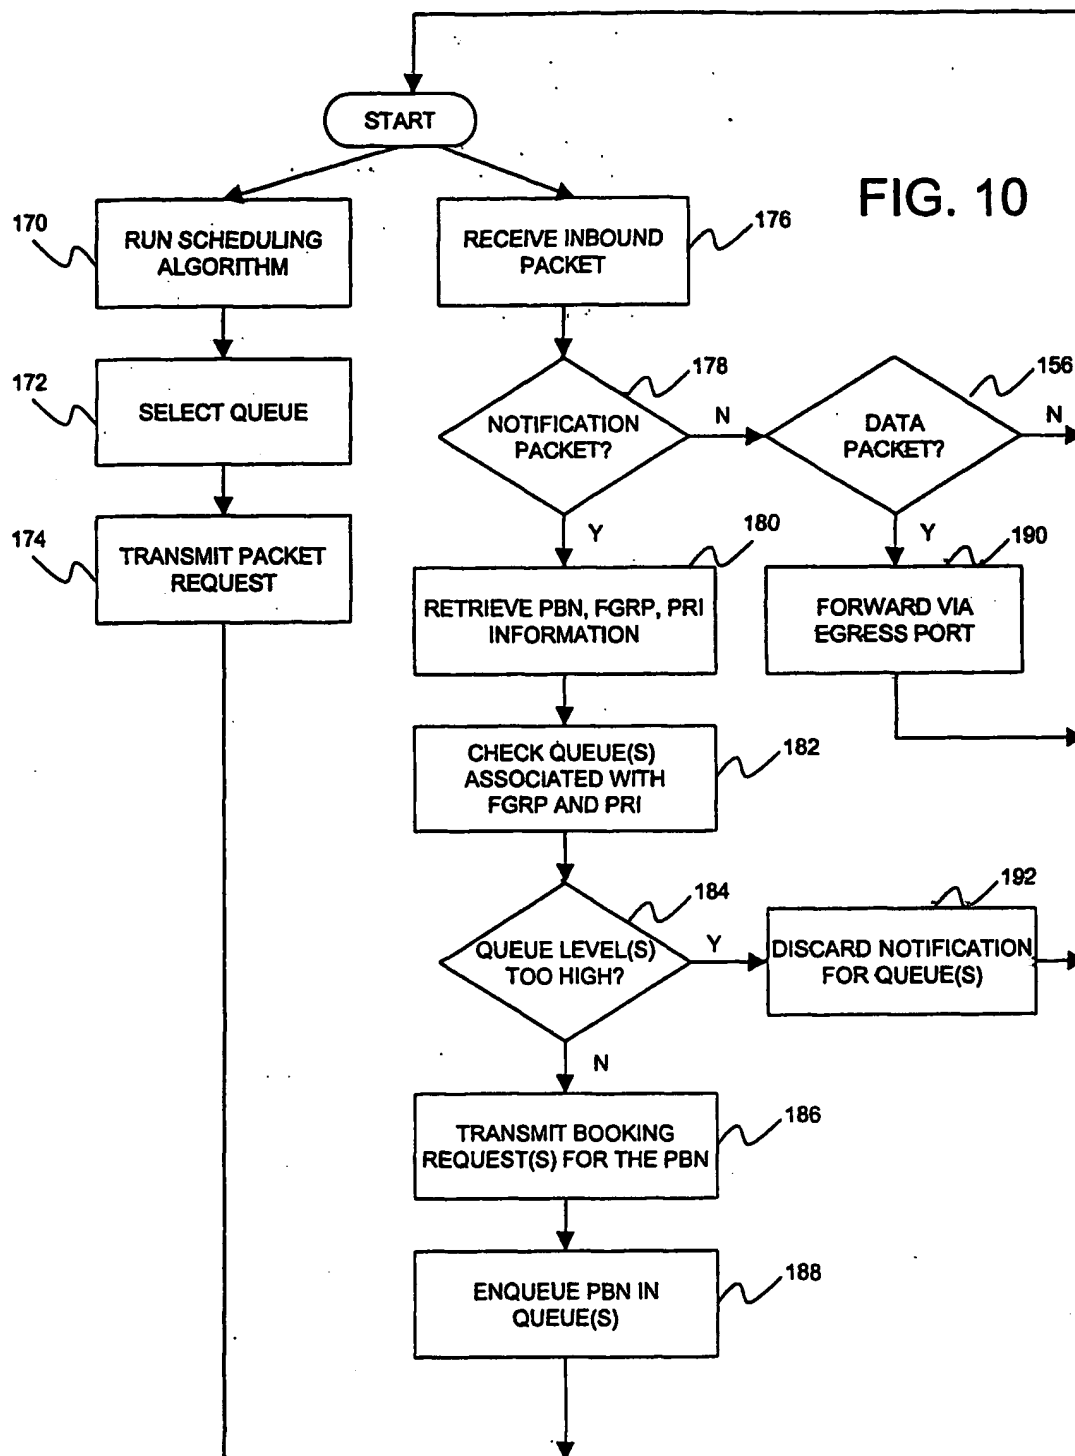 START
FIG. 10
170
RUN SCHEDULING
ALGORITHM
RECEIVE INBOUND
PACKET
176
172
SELECT QUEUE
NOTIFICATION
PACKET?
178
N
DATA
PACKET?
156
N
174
TRANSMIT PACKET
REQUEST
Y
180
Y
190
RETRIEVE PBN, FGRP, PRI
INFORMATION
FORWARD VIA
EGRESS PORT
CHECK QUEUE(S)
ASSOCIATED WITH
FGRP AND PRI
182
QUEUE LEVEL(S)
TOO HIGH?
184
Y
192
DISCARD NOTIFICATION
FOR QUEUE(S)
N
TRANSMIT BOOKING
REQUEST(S) FOR THE PBN
186
ENQUEUE PBN IN
QUEUE(S)
188